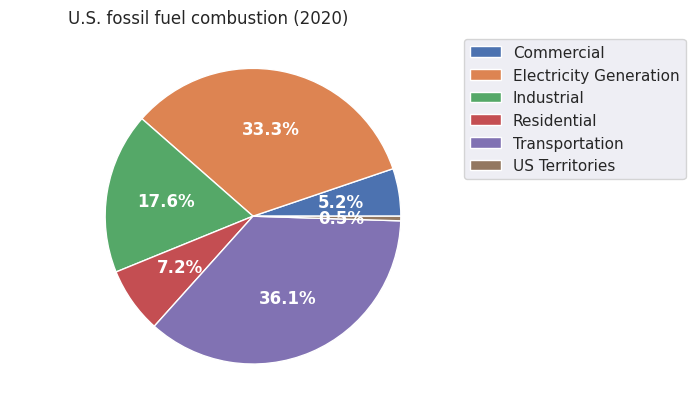 U.S. fossil fuel combustion (2020)
Commercial
Electricity Generation
Industrial
Residential
Transportation
US Territories
33.3%
17.6%
5.2%
0.5%
7.2%
36.1%